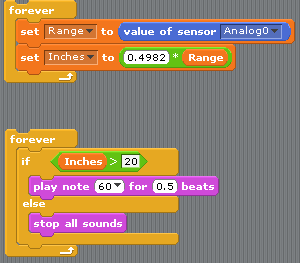 forever
set Range to value of sensor Analog0
set Inches to 0.4982 * Range
forever
if Inches > 20
play note 60 for 0.5 beats
else
stop all sounds